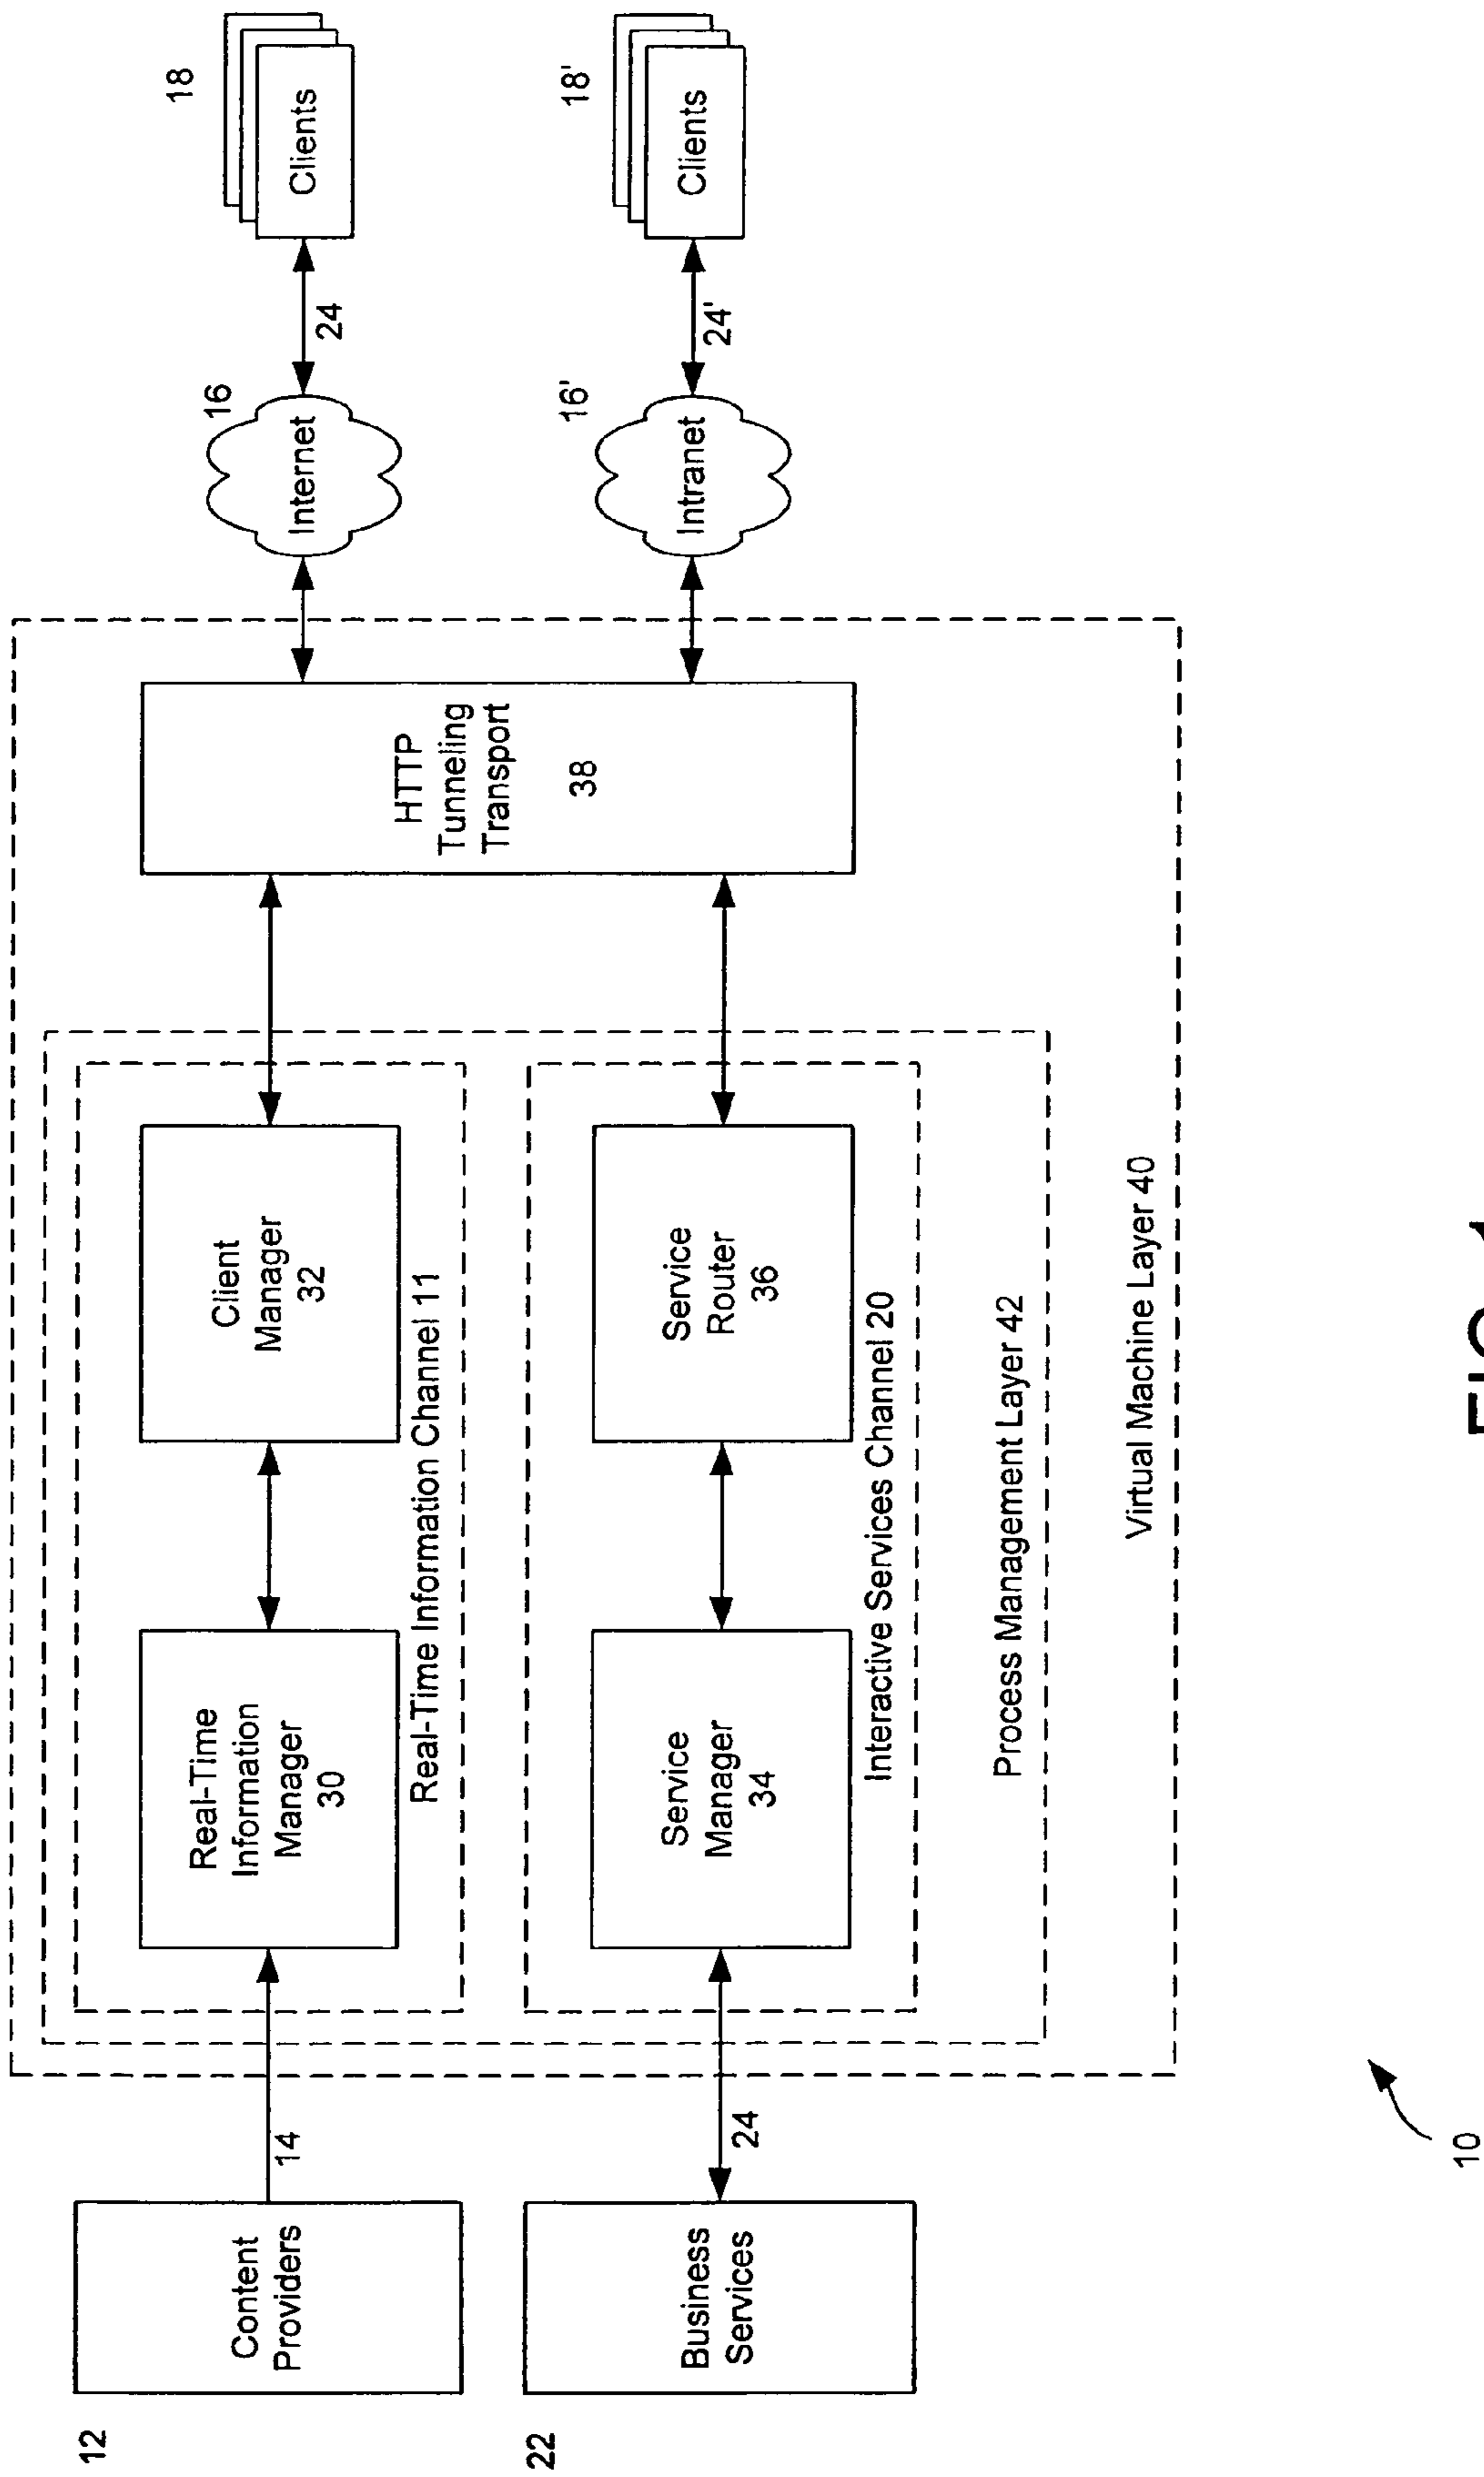 12
Content
Providers
14
Real-Time
Information
Manager
30
Client
Manager
32
Real-Time Information Channel 11
HTTP
Tunneling
Transport
38
Internet
16
24
Clients
18
22
Business
Services
24
Service
Manager
34
Service
Router
36
Interactive Services Channel 20
Intranet
16'
24'
Clients
18'
Process Management Layer 42
Virtual Machine Layer 40
10